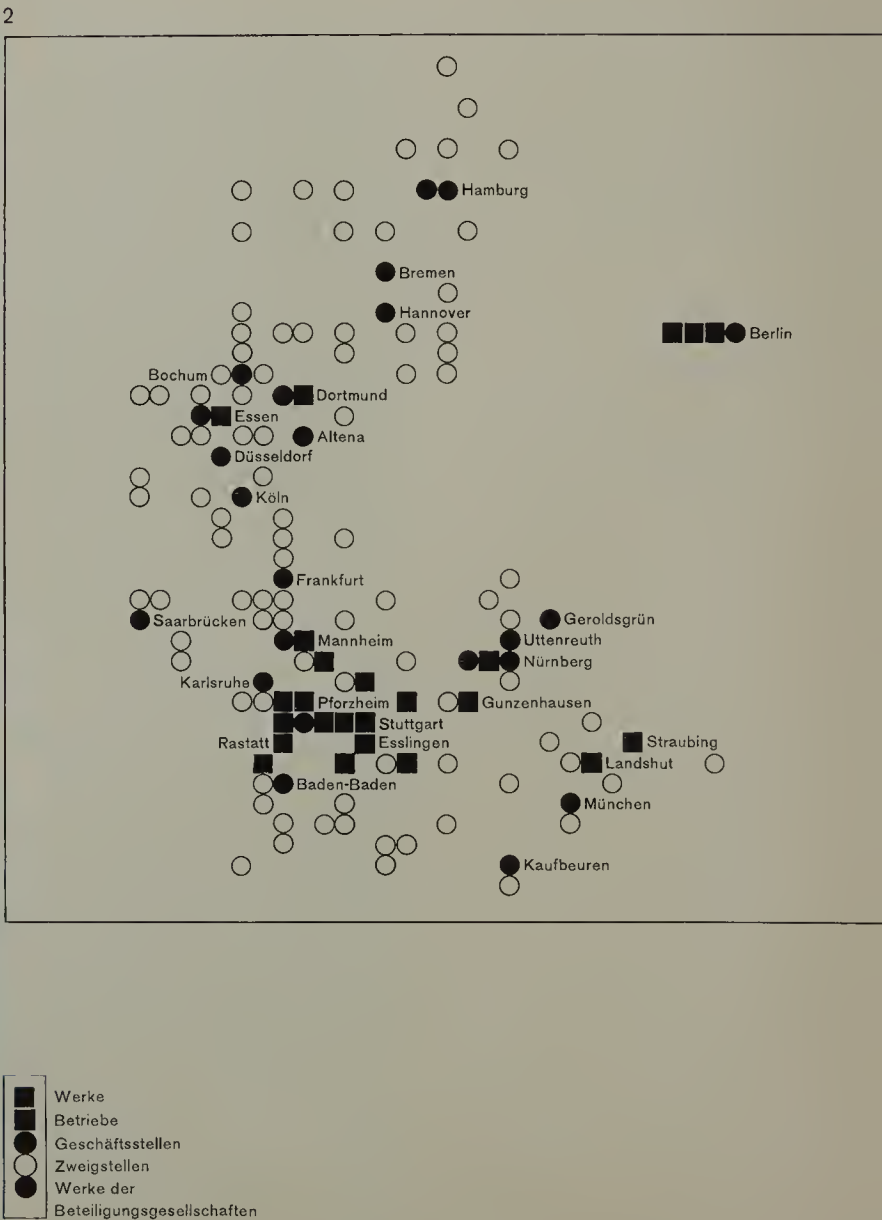 2
Hamburg
Bremen
Hannover
Berlin
Bochum
Dortmund
Essen
Altena
Düsseldorf
Köln
Frankfurt
Saarbrücken
Geroldsgrün
Mannheim
Uttenreuth
Nürnberg
Karlsruhe
Pforzheim
Gunzenhausen
Stuttgart
Rastatt
Esslingen
Straubing
Landshut
Baden-Baden
München
Kaufbeuren
Werke
Betriebe
Geschäftsstellen
Zweigstellen
Werke der
Beteiligungsgesellschaften